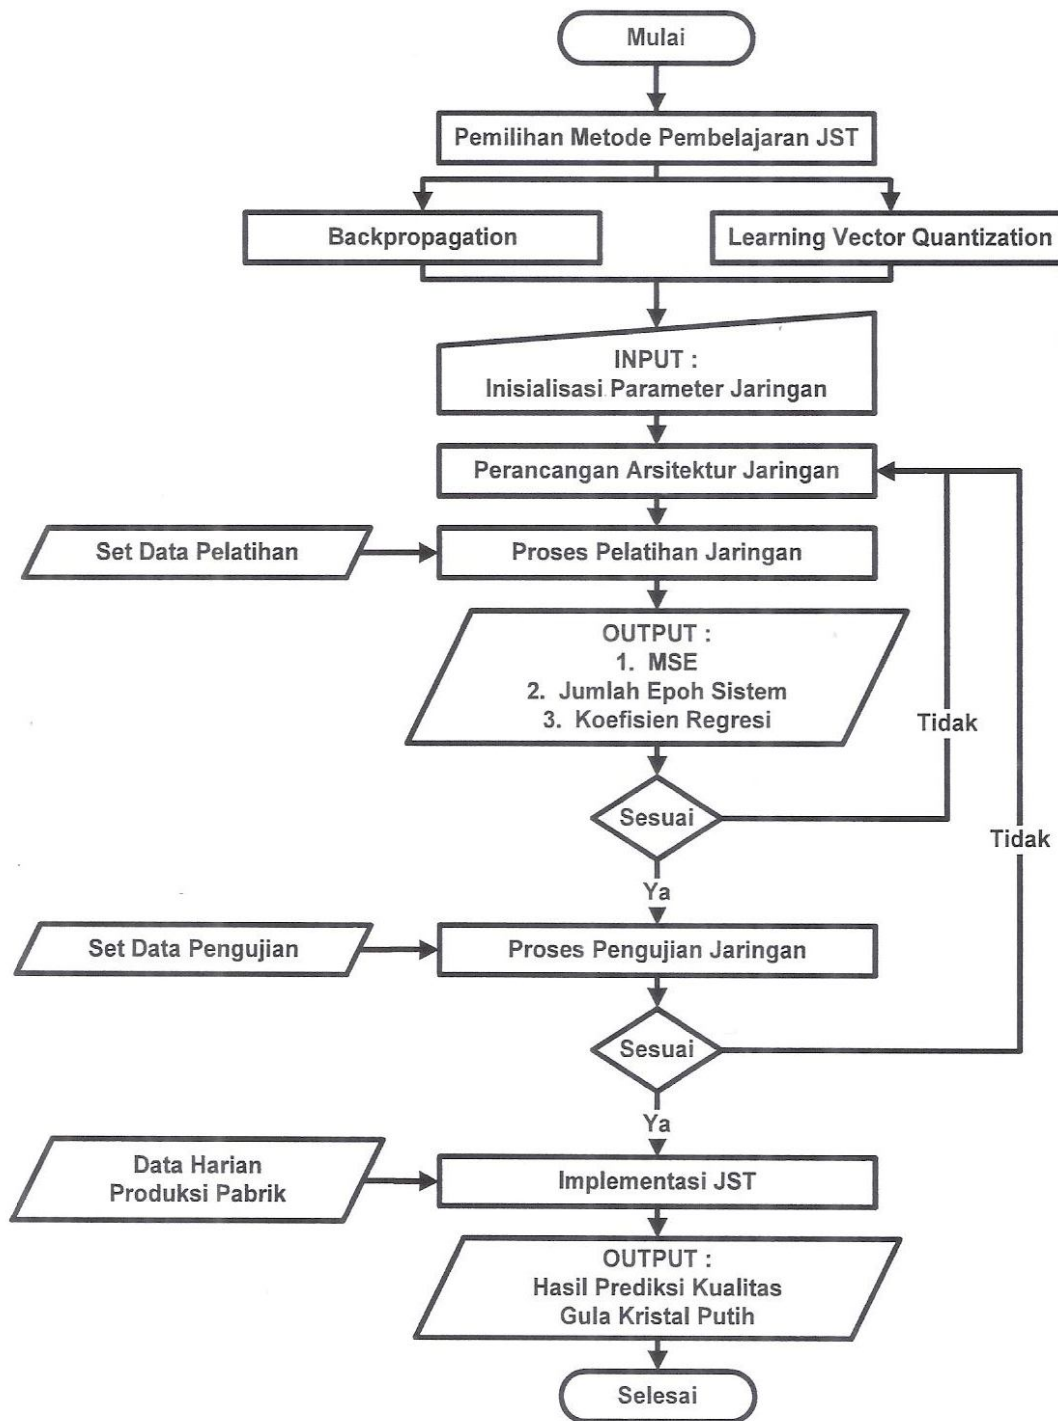 Mulai
Pemilihan Metode Pembelajaran JST
Backpropagation
Learning Vector Quantization
INPUT :
Inisialisasi Parameter Jaringan
Perancangan Arsitektur Jaringan
Set Data Pelatihan
Proses Pelatihan Jaringan
OUTPUT :
1. MSE
2. Jumlah Epoh Sistem
3. Koefisien Regresi
Tidak
Sesuai
Tidak
Ya
Set Data Pengujian
Proses Pengujian Jaringan
Sesuai
Ya
Data Harian
Produksi Pabrik
Implementasi JST
OUTPUT :
Hasil Prediksi Kualitas
Gula Kristal Putih
Selesai